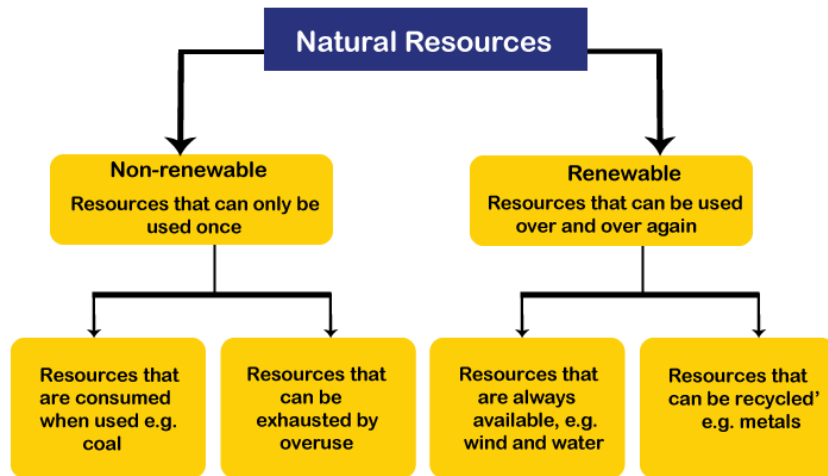 Natural Resources
Non-renewable
Resources that can only be
used once
Renewable
Resources that can be used
over and over again
Resources that
are consumed
when used e.g.
coal
Resources that
can be
exhausted by
overuse
Resources that
are always
available, e.g.
wind and water
Resources that
can be recycled’
e.g. metals